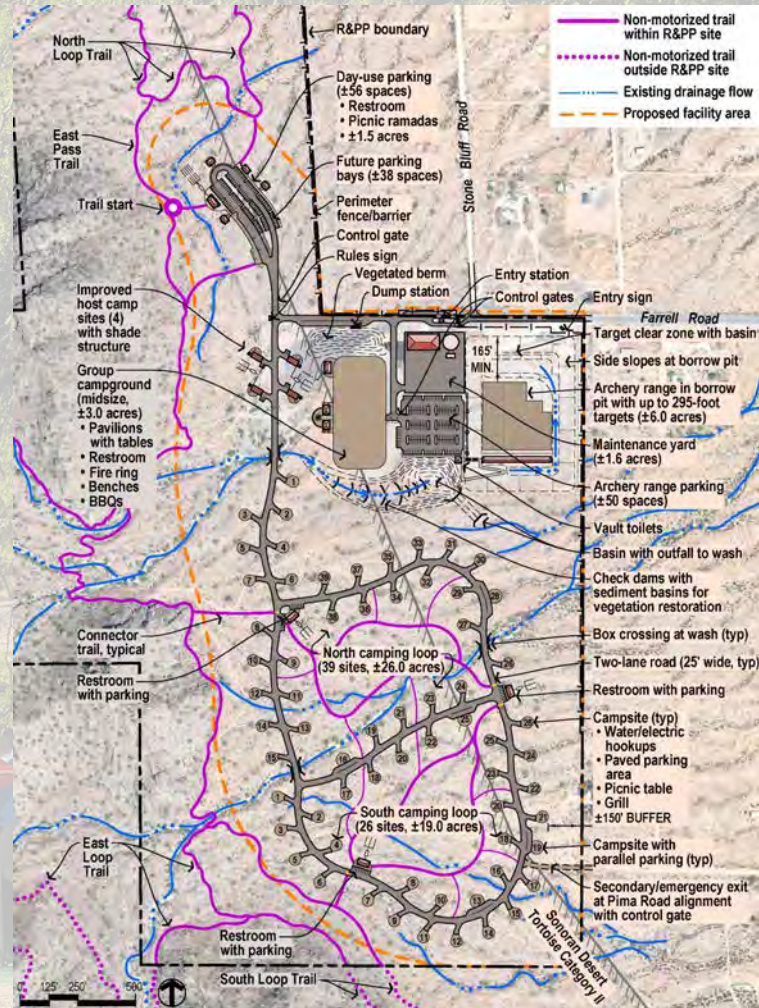 Non-motorized trail
within R&PP site
Non-motorized trail
outside R&PP site
Existing drainage flow
Proposed facility area
North
Loop Trail
East
Pass
Trail
Trail start
R&PP boundary
Day-use parking
(±56 spaces)
• Restroom
• Picnic ramadas
• ±1.5 acres
Future parking
bays (±38 spaces)
Perimeter
fence/barrier
Control gate
Rules sign
Vegetated berm
Dump station
Stone Bluff Road
Entry station
Control gates
Entry sign
Farrell Road
Target clear zone with basin
165'
MIN.
Side slopes at borrow pit
Archery range in borrow
pit with up to 295-foot
targets (±6.0 acres)
Maintenance yard
(±1.6 acres)
Archery range parking
(±50 spaces)
Vault toilets
Basin with outfall to wash
Check dams with
sediment basins for
vegetation restoration
Box crossing at wash (typ)
Two-lane road (25' wide, typ)
Restroom with parking
Campsite (typ)
• Water/electric
hookups
• Paved parking
area
• Picnic table
• Grill
±150' BUFFER
Campsite with
parallel parking (typ)
Secondary/emergency exit
at Pima Road alignment
with control gate
Improved
host camp
sites (4)
with shade
structure
Group
campground
(midsize,
±3.0 acres)
• Pavilions
with tables
• Restroom
• Fire ring
• Benches
• BBQs
Connector
trail, typical
Restroom
with parking
North camping loop
(39 sites, ±26.0 acres)
South camping loop
(26 sites, ±19.0 acres)
East
Loop
Trail
Restroom
with parking
South Loop Trail
Sonoran Desert
Tortoise Category II
0' 125' 250' 500'